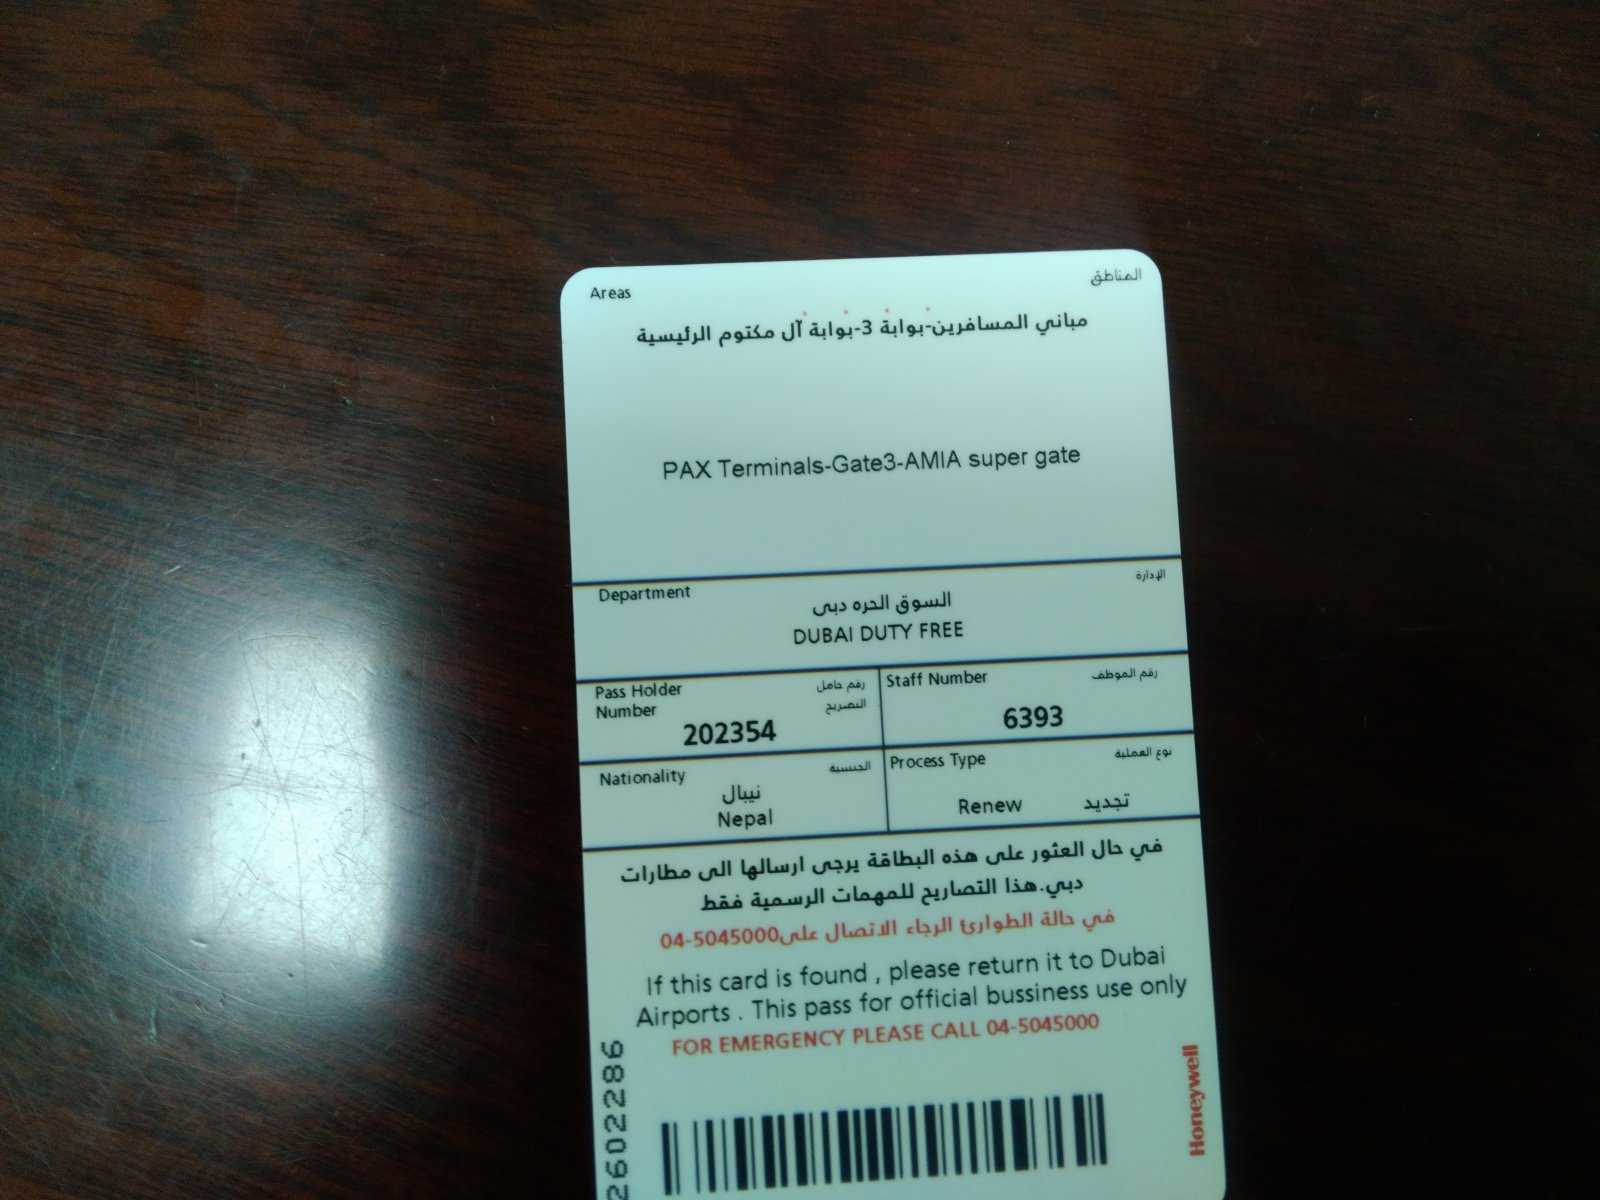 Areas
المناطق
مباني المسافرين-بوابة 3-بوابة آل مكتوم الرئيسية
PAX Terminals-Gate3-AMIA super gate
Department
الإدارة
السوق الحره دبى
DUBAI DUTY FREE
Pass Holder
Number
رقم حامل
التصريح
202354
Staff Number
رقم الموظف
6393
Nationality
الجنسية
نيبال
Nepal
Process Type
نوع العملية
Renew تجديد
في حال العثور على هذه البطاقة يرجى ارسالها الى مطارات
دبي.هذا التصاريح للمهمات الرسمية فقط
في حالة الطوارئ الرجاء الاتصال على04-5045000
If this card is found , please return it to Dubai
Airports . This pass for official bussiness use only
FOR EMERGENCY PLEASE CALL 04-5045000
2602286
Honeywell